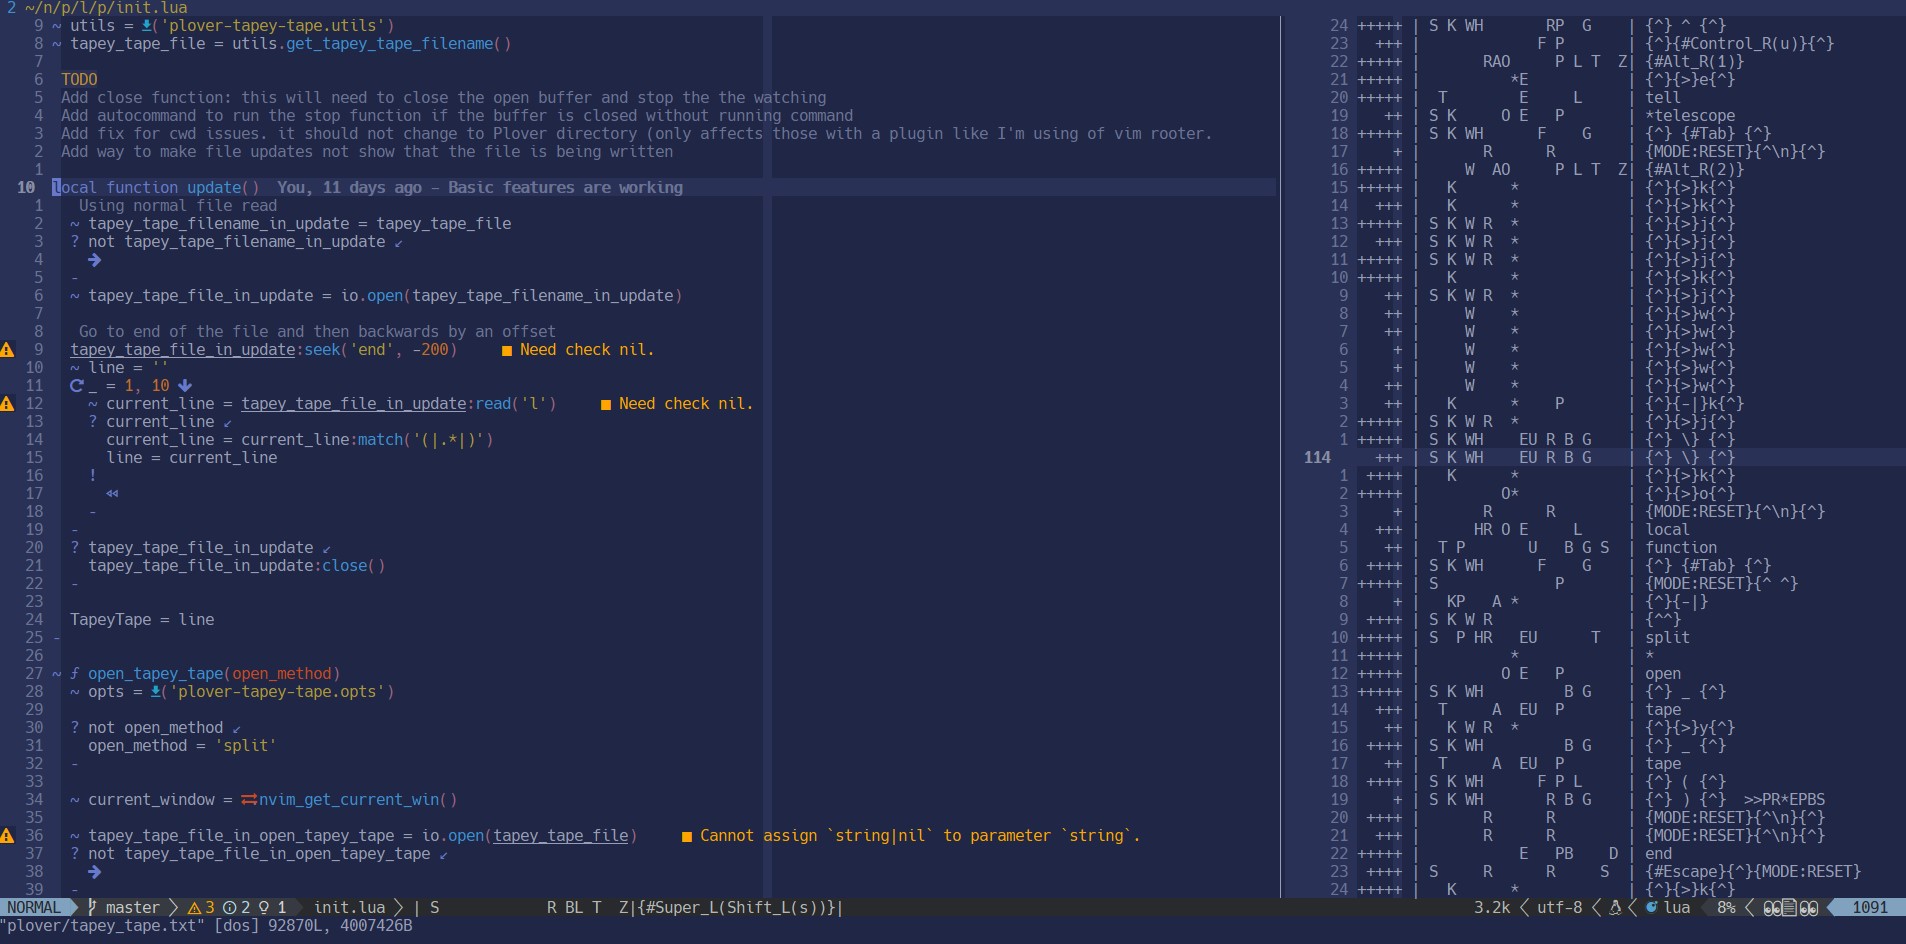 2 ~/n/p/l/p/init.lua
9 ~ utils = ('plover-tapey-tape.utils')
8 ~ tapey_tape_file = utils.get_tapey_tape_filename()
7
6 TODO
5 Add close function: this will need to close the open buffer and stop the the watching
4 Add autocommand to run the stop function if the buffer is closed without running command
3 Add fix for cwd issues. it should not change to Plover directory (only affects those with a plugin like I'm using of vim rooter.
2 Add way to make file updates not show that the file is being written
1
10 local function update() You, 11 days ago - Basic features are working
1 Using normal file read
2 ~ tapey_tape_filename_in_update = tapey_tape_file
3 ? not tapey_tape_filename_in_update ↙
4 →
5 -
6 ~ tapey_tape_file_in_update = io.open(tapey_tape_filename_in_update)
7
8 Go to end of the file and then backwards by an offset
9 tapey_tape_file_in_update:seek('end', -200) ■ Need check nil.
10 ~ line = ''
11 _ = 1, 10 ↓
12 ~ current_line = tapey_tape_file_in_update:read('l') ■ Need check nil.
13 ? current_line ↙
14 current_line = current_line:match('(|.*|)')
15 line = current_line
16 !
17
18 -
19 -
20 ? tapey_tape_file_in_update ↙
21 tapey_tape_file_in_update:close()
22 -
23
24 TapeyTape = line
25 -
26
27 ~ ƒ open_tapey_tape(open_method)
28 ~ opts = ('plover-tapey-tape.opts')
29
30 ? not open_method ↙
31 open_method = 'split'
32 -
33
34 ~ current_window = nvim_get_current_win()
35
36 ~ tapey_tape_file_in_open_tapey_tape = io.open(tapey_tape_file) ■ Cannot assign `string|nil` to parameter `string`.
37 ? not tapey_tape_file_in_open_tapey_tape ↙
38 →
39 -
24 +++++ | S K WH RP G | {^} ^ {^}
23 +++ | F P | {^}{#Control_R(u)}{^}
22 +++++ | RAO P L T Z| {#Alt_R(1)}
21 +++++ | *E | {^}{>}e{^}
20 +++++ | T E L | tell
19 ++ | S K O E P | *telescope
18 +++++ | S K WH F G | {^} {#Tab} {^}
17 + | R R | {MODE:RESET}{^\n}{^}
16 +++++ | W AO P L T Z| {#Alt_R(2)}
15 +++++ | K * | {^}{>}k{^}
14 +++ | K * | {^}{>}k{^}
13 +++++ | S K W R * | {^}{>}j{^}
12 +++ | S K W R * | {^}{>}j{^}
11 +++++ | S K W R * | {^}{>}j{^}
10 +++++ | K * | {^}{>}k{^}
9 ++ | S K W R * | {^}{>}j{^}
8 ++ | W * | {^}{>}w{^}
7 ++ | W * | {^}{>}w{^}
6 + | W * | {^}{>}w{^}
5 + | W * | {^}{>}w{^}
4 ++ | W * | {^}{>}w{^}
3 ++ | K * P | {^}{-|}k{^}
2 +++++ | S K W R * | {^}{>}j{^}
1 +++++ | S K WH EU R B G | {^} \} {^}
114 +++ | S K WH EU R B G | {^} \} {^}
1 ++++ | K * | {^}{>}k{^}
2 +++++ | O* | {^}{>}o{^}
3 + | R R | {MODE:RESET}{^\n}{^}
4 +++ | HR O E L | local
5 ++ | T P U B G S | function
6 ++++ | S K WH F G | {^} {#Tab} {^}
7 +++++ | S P | {MODE:RESET}{^ ^}
8 + | KP A * | {^}{-|}
9 ++++ | S K W R | {^^}
10 +++++ | S P HR EU T | split
11 +++++ | * | *
12 +++++ | O E P | open
13 +++++ | S K WH B G | {^} _ {^}
14 +++ | T A EU P | tape
15 ++ | K W R * | {^}{>}y{^}
16 ++++ | S K WH B G | {^} _ {^}
17 ++ | T A EU P | tape
18 ++++ | S K WH F P L | {^} ( {^}
19 + | S K WH R B G | {^} ) {^} >>PR*EPBS
20 ++++ | R R | {MODE:RESET}{^\n}{^}
21 +++ | R R | {MODE:RESET}{^\n}{^}
22 +++++ | E PB D | end
23 ++++ | S R R S | {#Escape}{^}{MODE:RESET}
24 +++++ | K * | {^}{>}k{^}
NORMAL master 3 2 1 init.lua | S R BL T Z|{#Super_L(Shift_L(s))}| 3.2k utf-8 lua 8% 1091
"plover/tapey_tape.txt" [dos] 92870L, 4007426B